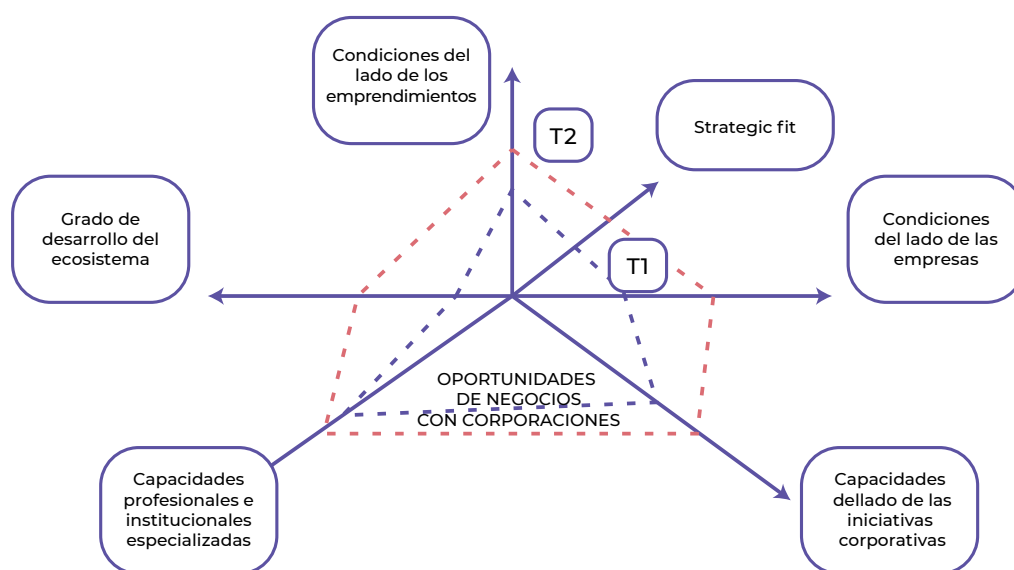 Condiciones del
lado de los
emprendimientos
T2
Strategic fit
Grado de
desarrollo del
ecosistema
Condiciones
del lado de las
empresas
T1
OPORTUNIDADES
DE NEGOCIOS
CON CORPORACIONES
Capacidades
profesionales e
institucionales
especializadas
Capacidades
dellado de las
iniciativas
corporativas